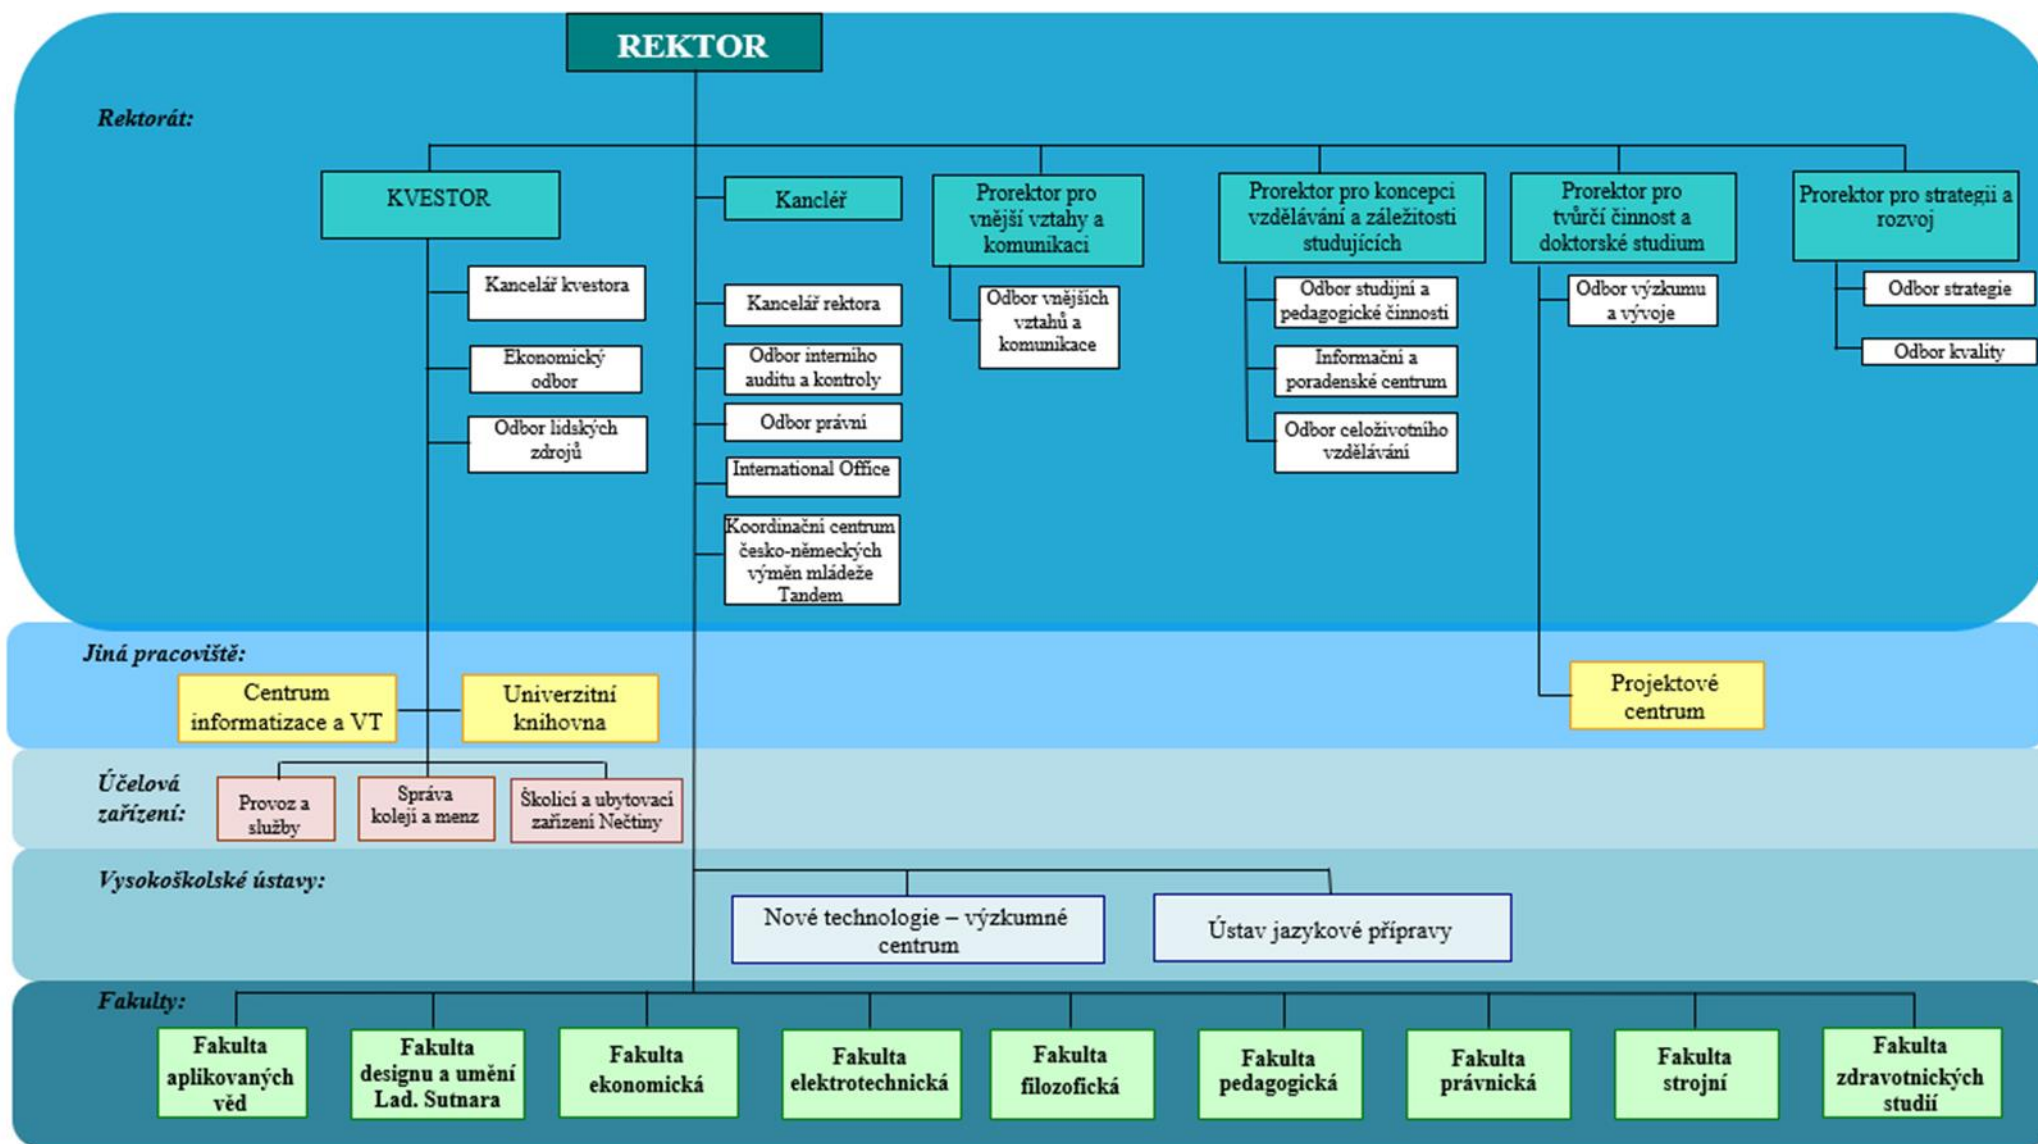 REKTOR
Rektorát:
KVESTOR
Kancléř
Prorektor pro
vnější vztahy a
komunikaci
Prorektor pro koncepci
vzdělávání a záležitosti
studujících
Prorektor pro
tvůrčí činnost a
doktorské studium
Prorektor pro strategii a
rozvoj
Kancelář kvestora
Ekonomický
odbor
Odbor lidských
zdrojů
Kancelář rektora
Odbor interního
auditu a kontroly
Odbor právní
International Office
Koordinační centrum
česko-německých
výměn mládeže
Tandem
Odbor vnějších
vztahů a
komunikace
Odbor studijní a
pedagogické činnosti
Informační a
poradenské centrum
Odbor celoživotního
vzdělávání
Odbor výzkumu
a vývoje
Odbor strategie
Odbor kvality
Jiná pracoviště:
Centrum
informatizace a VT
Univerzitní
knihovna
Projektové
centrum
Účelová
zařízení:
Provoz a
služby
Správa
kolejí a menz
Školicí a ubytovací
zařízení Nečtiny
Vysokoškolské ústavy:
Nové technologie – výzkumné
centrum
Ústav jazykové přípravy
Fakulty:
Fakulta
aplikovaných
věd
Fakulta
designu a umění
Lad. Sutnara
Fakulta
ekonomická
Fakulta
elektrotechnická
Fakulta
filozofická
Fakulta
pedagogická
Fakulta
právnická
Fakulta
strojní
Fakulta
zdravotnických
studií